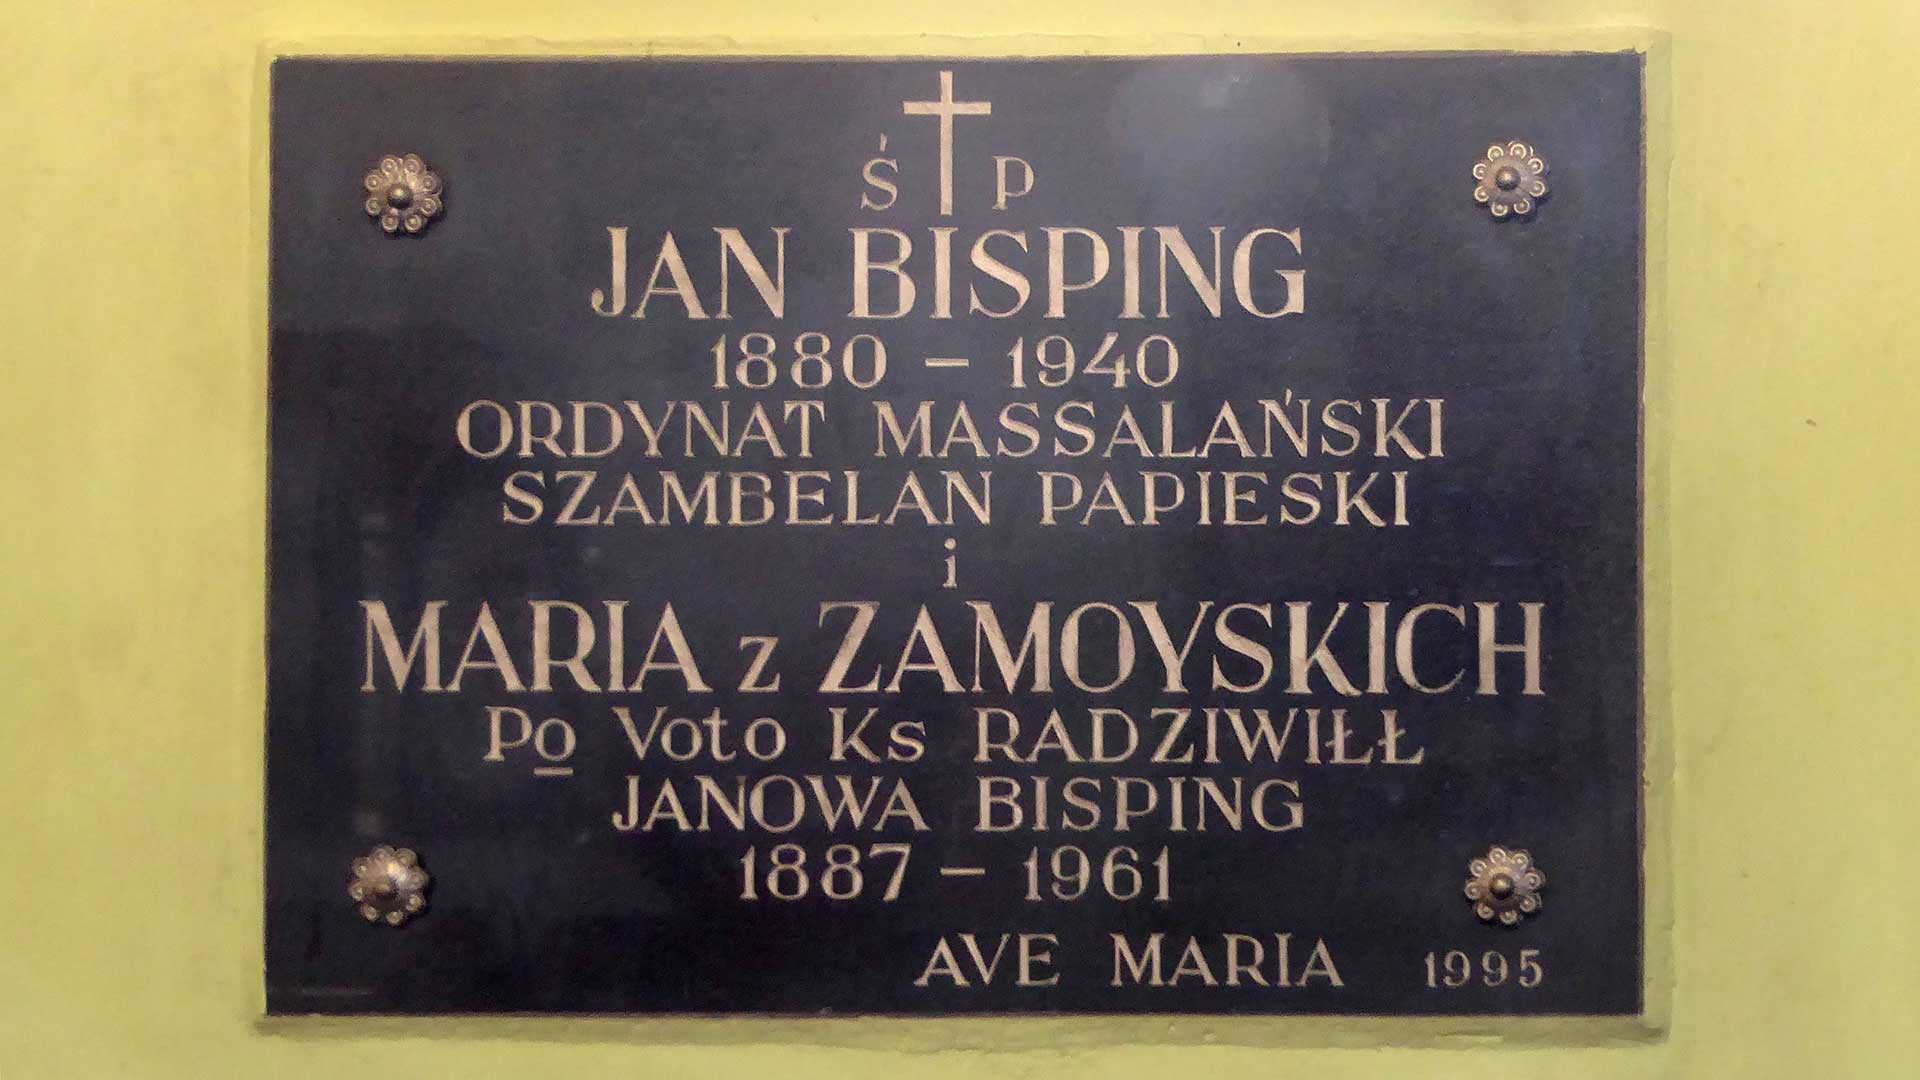 Ś P
JAN BISPING
1880 – 1940
ORDYNAT MASSALAŃSKI
SZAMBELAN PAPIESKI
i
MARIA z ZAMOYSKICH
Po Voto Ks RADZIWIŁŁ
JANOWA BISPING
1887 – 1961
AVE MARIA 1995